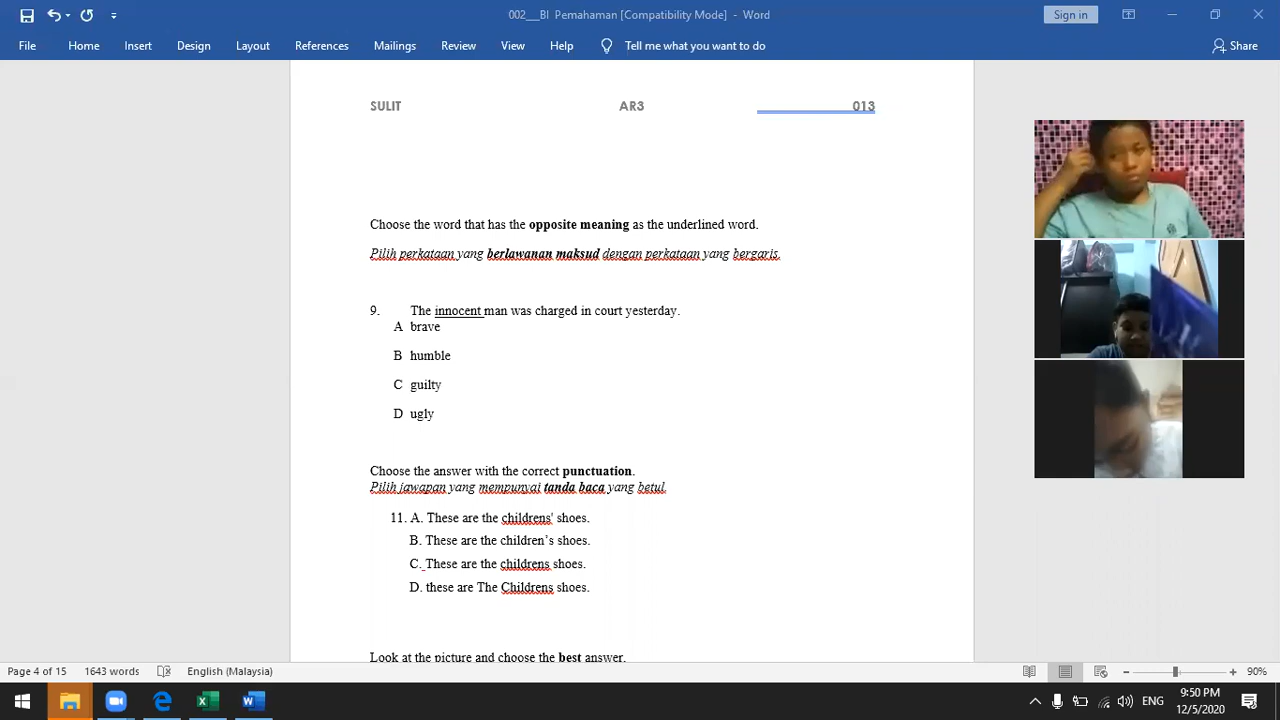 002__BI Pemahaman [Compatibility Mode] - Word
Sign in
File Home Insert Design Layout References Mailings Review View Help Tell me what you want to do Share
SULIT AR3 013
Choose the word that has the opposite meaning as the underlined word.
Pilih perkataan yang berlawanan maksud dengan perkataan yang bergaris.
9. The innocent man was charged in court yesterday.
A brave
B humble
C guilty
D ugly
Choose the answer with the correct punctuation.
Pilih jawapan yang mempunyai tanda baca yang betul.
11. A. These are the childrens' shoes.
B. These are the children’s shoes.
C. These are the childrens shoes.
D. these are The Childrens shoes.
Look at the picture and choose the best answer.
Page 4 of 15 1643 words English (Malaysia) 90%
ENG 9:50 PM
12/5/2020